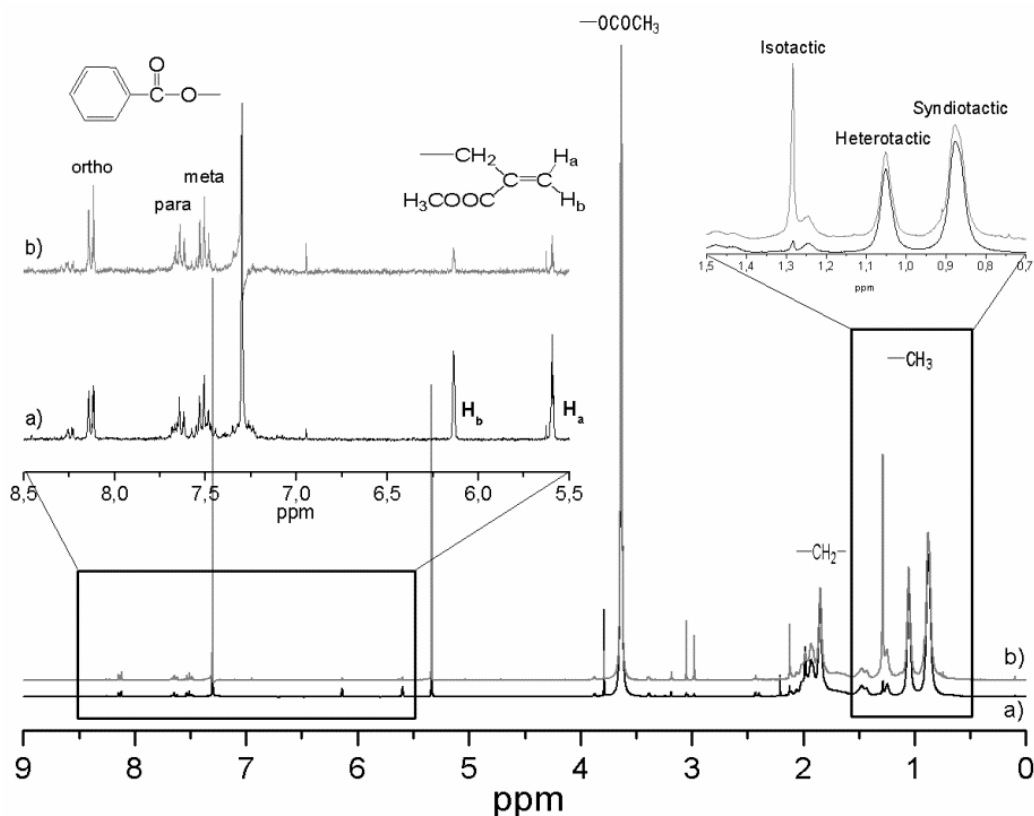 —OCOCH3
Isotactic
Heterotactic
Syndiotactic
O
C
O
ortho
para
meta
CH2
Ha
C
C
Hb
H3COOC
b)
a)
Hb
Ha
8,5 8,0 7,5 7,0 6,5 6,0 5,5
ppm
1,5 1,4 1,3 1,2 1,1 1,0 0,9 0,8 0,7
ppm
—CH3
—CH2—
b)
a)
9 8 7 6 5 4 3 2 1 0
ppm